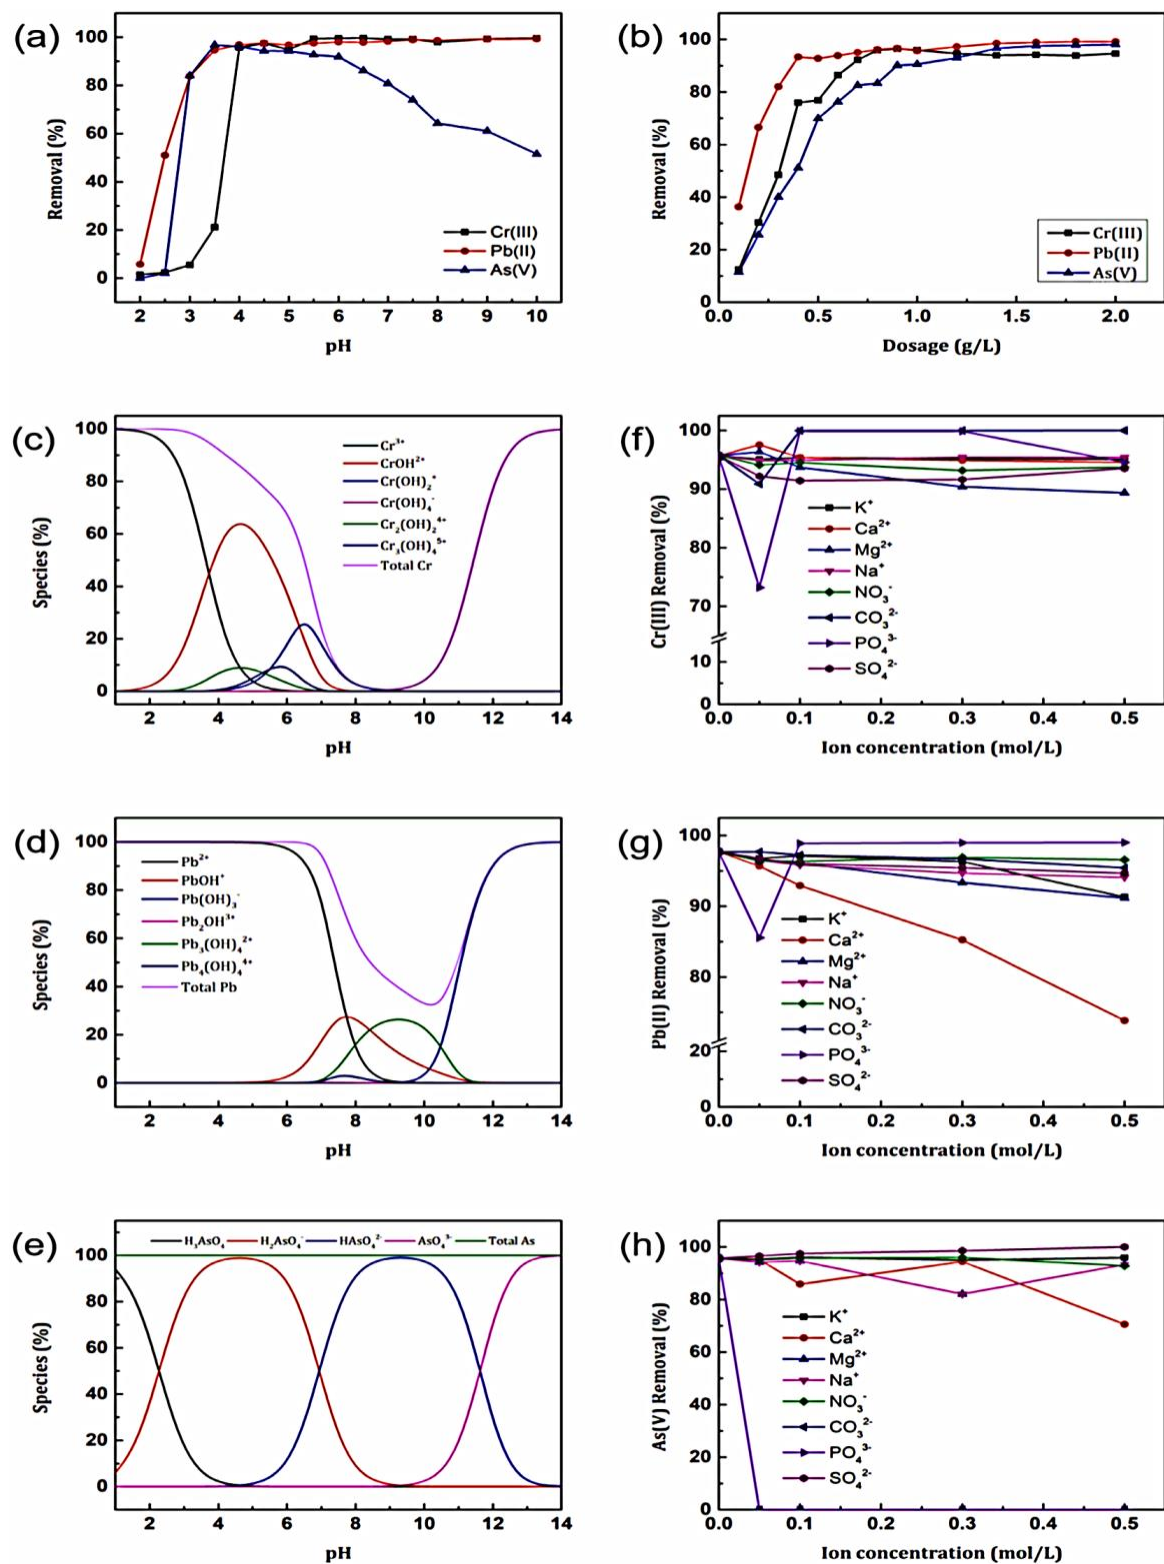 (a)
100
80
60
40
20
0
Removal (%)
Cr(III)
Pb(II)
As(V)
2 3 4 5 6 7 8 9 10
pH
(b)
100
80
60
40
20
0
Removal (%)
Cr(III)
Pb(II)
As(V)
0.0 0.5 1.0 1.5 2.0
Dosage (g/L)
(c)
100
80
60
40
20
0
Species (%)
Cr³⁺
CrOH²⁺
Cr(OH)₂⁺
Cr(OH)₄⁻
Cr₂(OH)₂⁴⁺
Cr₃(OH)₄⁵⁺
Total Cr
2 4 6 8 10 12 14
pH
(f)
100
90
80
70
10
0
Cr(III) Removal (%)
K⁺
Ca²⁺
Mg²⁺
Na⁺
NO₃⁻
CO₃²⁻
PO₄³⁻
SO₄²⁻
0.0 0.1 0.2 0.3 0.4 0.5
Ion concentration (mol/L)
(d)
100
80
60
40
20
0
Species (%)
Pb²⁺
PbOH⁺
Pb(OH)₃⁻
Pb₂OH³⁺
Pb₃(OH)₄²⁺
Pb₄(OH)₄⁴⁺
Total Pb
2 4 6 8 10 12 14
pH
(g)
100
90
80
20
0
Pb(II) Removal (%)
K⁺
Ca²⁺
Mg²⁺
Na⁺
NO₃⁻
CO₃²⁻
PO₄³⁻
SO₄²⁻
0.0 0.1 0.2 0.3 0.4 0.5
Ion concentration (mol/L)
(e)
H₃AsO₄ H₂AsO₄⁻ HAsO₄²⁻ AsO₄³⁻ Total As
100
80
60
40
20
0
Species (%)
2 4 6 8 10 12 14
pH
(h)
100
80
60
40
20
0
As(V) Removal (%)
K⁺
Ca²⁺
Mg²⁺
Na⁺
NO₃⁻
CO₃²⁻
PO₄³⁻
SO₄²⁻
0.0 0.1 0.2 0.3 0.4 0.5
Ion concentration (mol/L)